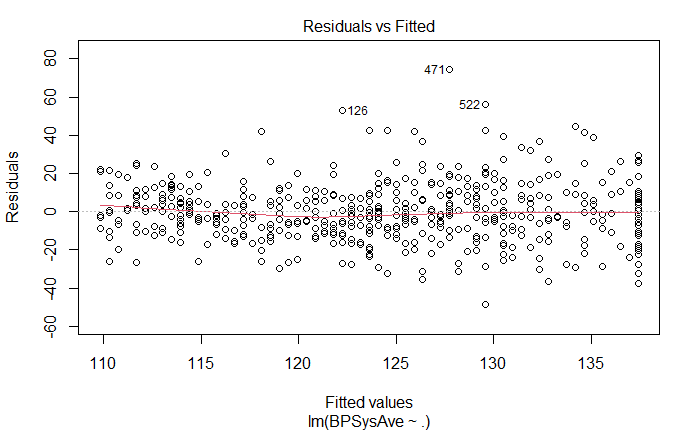 Residuals vs Fitted
Residuals
80
60
40
20
0
-20
-40
-60
471
522
126
110 115 120 125 130 135
Fitted values
lm(BPSysAve ~ .)